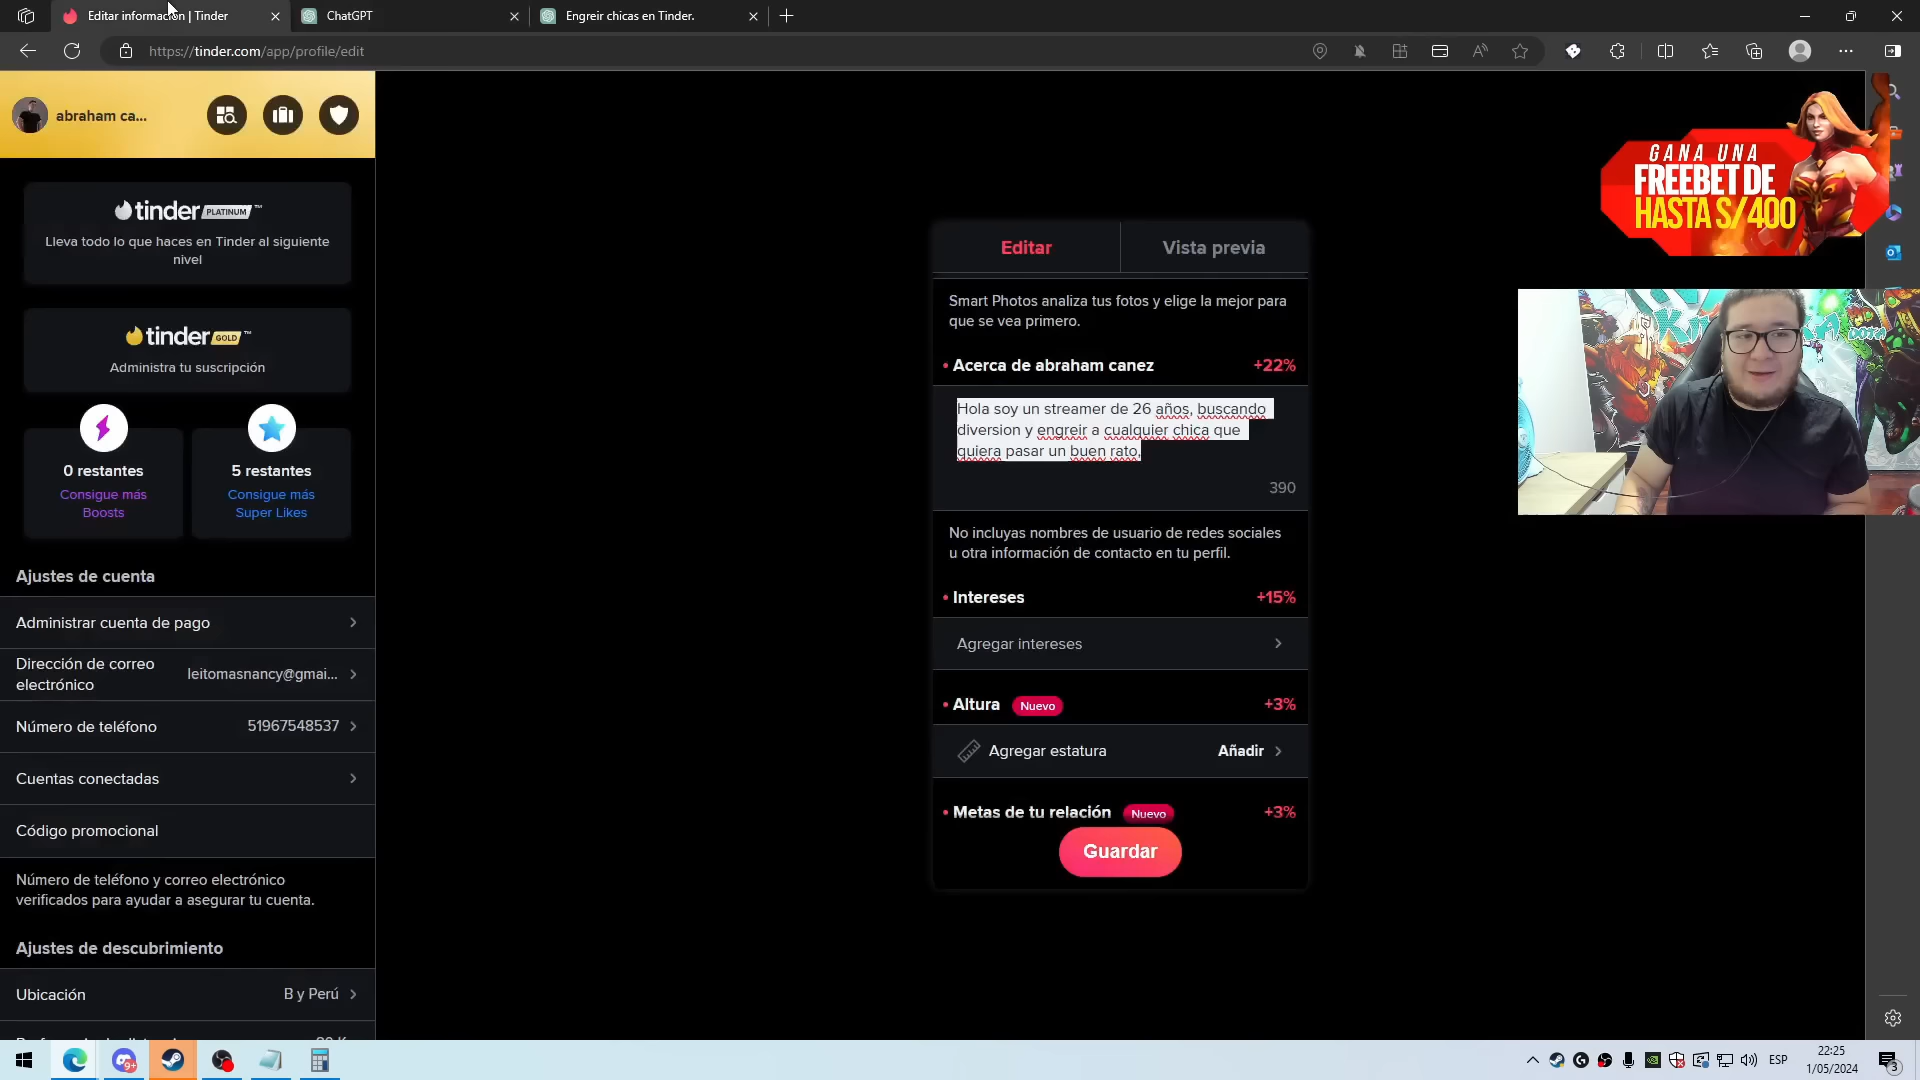 Editar información | Tinder
ChatGPT
Engreir chicas en Tinder.
https://tinder.com/app/profile/edit
abraham ca...
tinder PLATINUM™
Lleva todo lo que haces en Tinder al siguiente
nivel
tinder GOLD™
Administra tu suscripción
0 restantes
Consigue más
Boosts
5 restantes
Consigue más
Super Likes
Ajustes de cuenta
Administrar cuenta de pago
Dirección de correo
electrónico
leitomasnancy@gmai...
Número de teléfono
51967548537
Cuentas conectadas
Código promocional
Número de teléfono y correo electrónico
verificados para ayudar a asegurar tu cuenta.
Ajustes de descubrimiento
Ubicación
B y Perú
Editar
Vista previa
Smart Photos analiza tus fotos y elige la mejor para
que se vea primero.
• Acerca de abraham canez
+22%
Hola soy un streamer de 26 años, buscando
diversion y engreir a cualquier chica que
quiera pasar un buen rato,
390
No incluyas nombres de usuario de redes sociales
u otra información de contacto en tu perfil.
• Intereses
+15%
Agregar intereses
• Altura
Nuevo
+3%
Agregar estatura
Añadir
• Metas de tu relación
Nuevo
+3%
Guardar
GANA UNA
FREEBET DE
HASTA S/400
DOTA
9+
ESP
22:25
1/05/2024
3